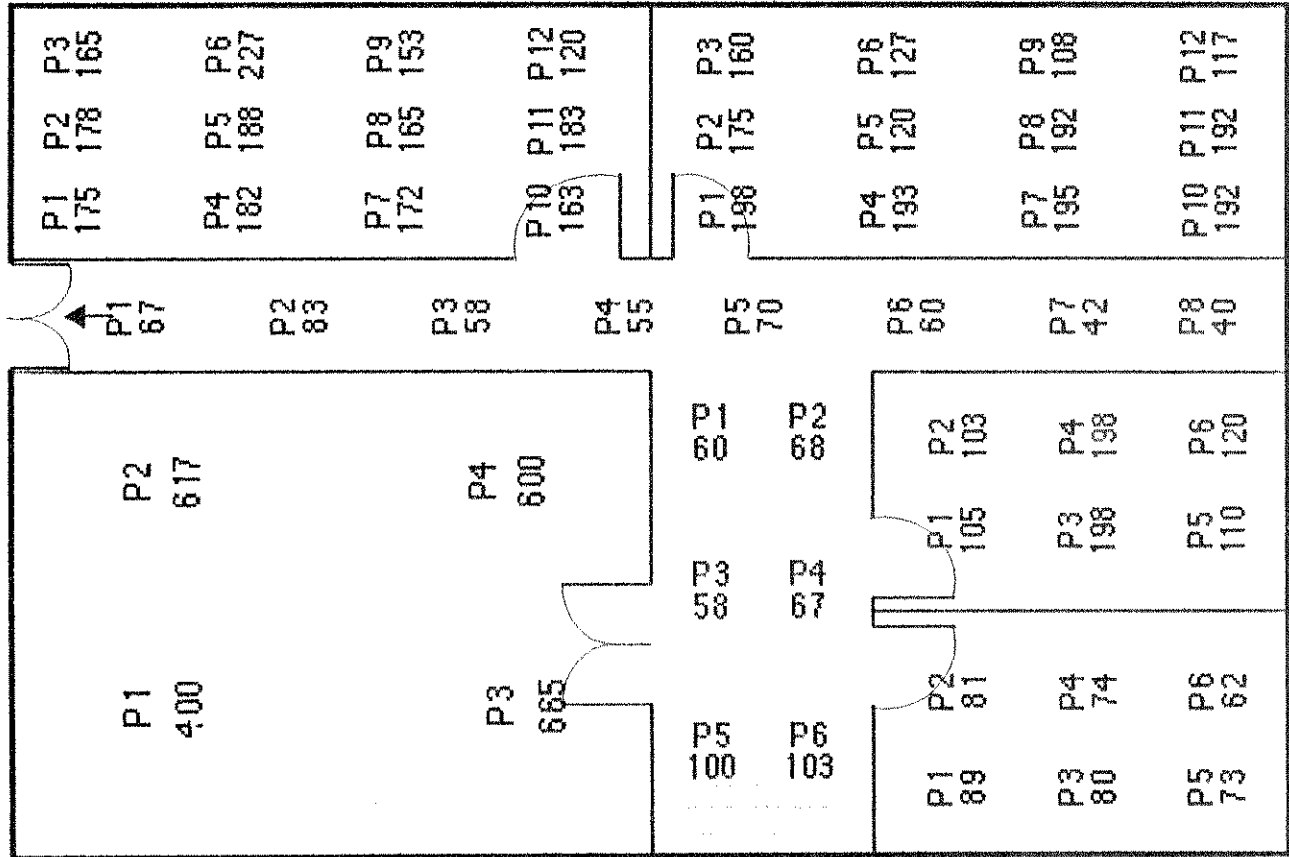 P3
165
P6
227
P9
153
P12
120
P2
178
P5
188
P8
165
P11
183
P1
175
P4
182
P7
172
P10
163
P3
160
P6
127
P9
108
P12
117
P2
175
P5
120
P8
192
P11
192
P1
198
P4
193
P7
195
P10
192
P1
67
P2
83
P3
58
P4
55
P5
70
P6
60
P7
42
P8
40
P2
617
P4
600
P1
400
P3
665
P1
60
P2
68
P3
58
P4
67
P5
100
P6
103
P2
103
P4
198
P6
120
P1
105
P3
198
P5
110
P2
81
P4
74
P6
62
P1
89
P3
80
P5
73